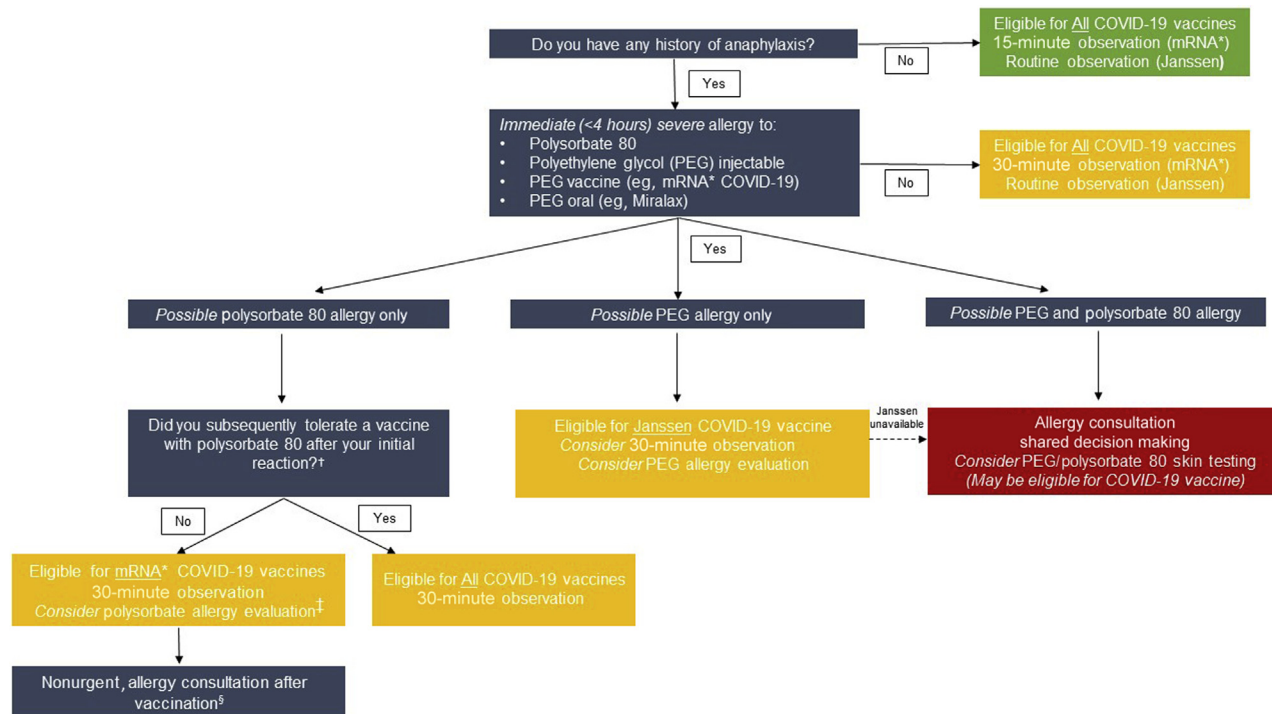 Do you have any history of anaphylaxis?
Eligible for All COVID-19 vaccines
15-minute observation (mRNA*)
Routine observation (Janssen)
No
Yes
Immediate (<4 hours) severe allergy to:
• Polysorbate 80
• Polyethylene glycol (PEG) injectable
• PEG vaccine (eg, mRNA* COVID-19)
• PEG oral (eg, Miralax)
Eligible for All COVID-19 vaccines
30-minute observation (mRNA*)
Routine observation (Janssen)
No
Yes
Possible polysorbate 80 allergy only
Possible PEG allergy only
Possible PEG and polysorbate 80 allergy
Did you subsequently tolerate a vaccine
with polysorbate 80 after your initial
reaction?†
Eligible for Janssen COVID-19 vaccine
Consider 30-minute observation
Consider PEG allergy evaluation
Janssen
unavailable
Allergy consultation
shared decision making
Consider PEG/polysorbate 80 skin testing
(May be eligible for COVID-19 vaccine)
No
Yes
Eligible for mRNA* COVID-19 vaccines
30-minute observation
Consider polysorbate allergy evaluation‡
Eligible for All COVID-19 vaccines
30-minute observation
Nonurgent, allergy consultation after
vaccination§